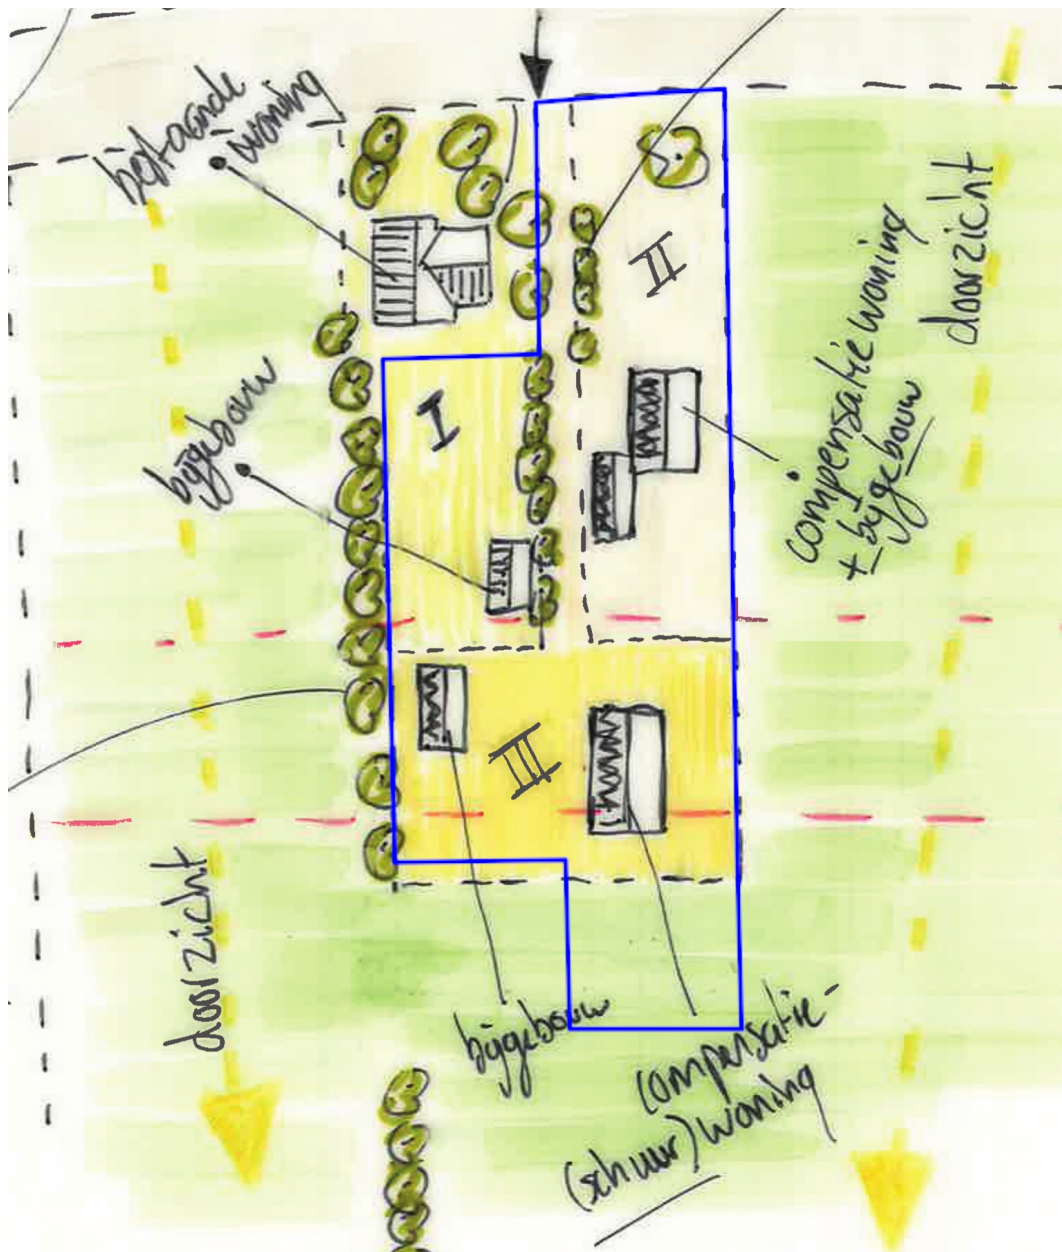 bestaande
woning
II
doorzicht
I
bijgebouw
compensatiewoning
+ bijgebouw
III
doorzicht
bijgebouw
compensatie-
(schuur)woning